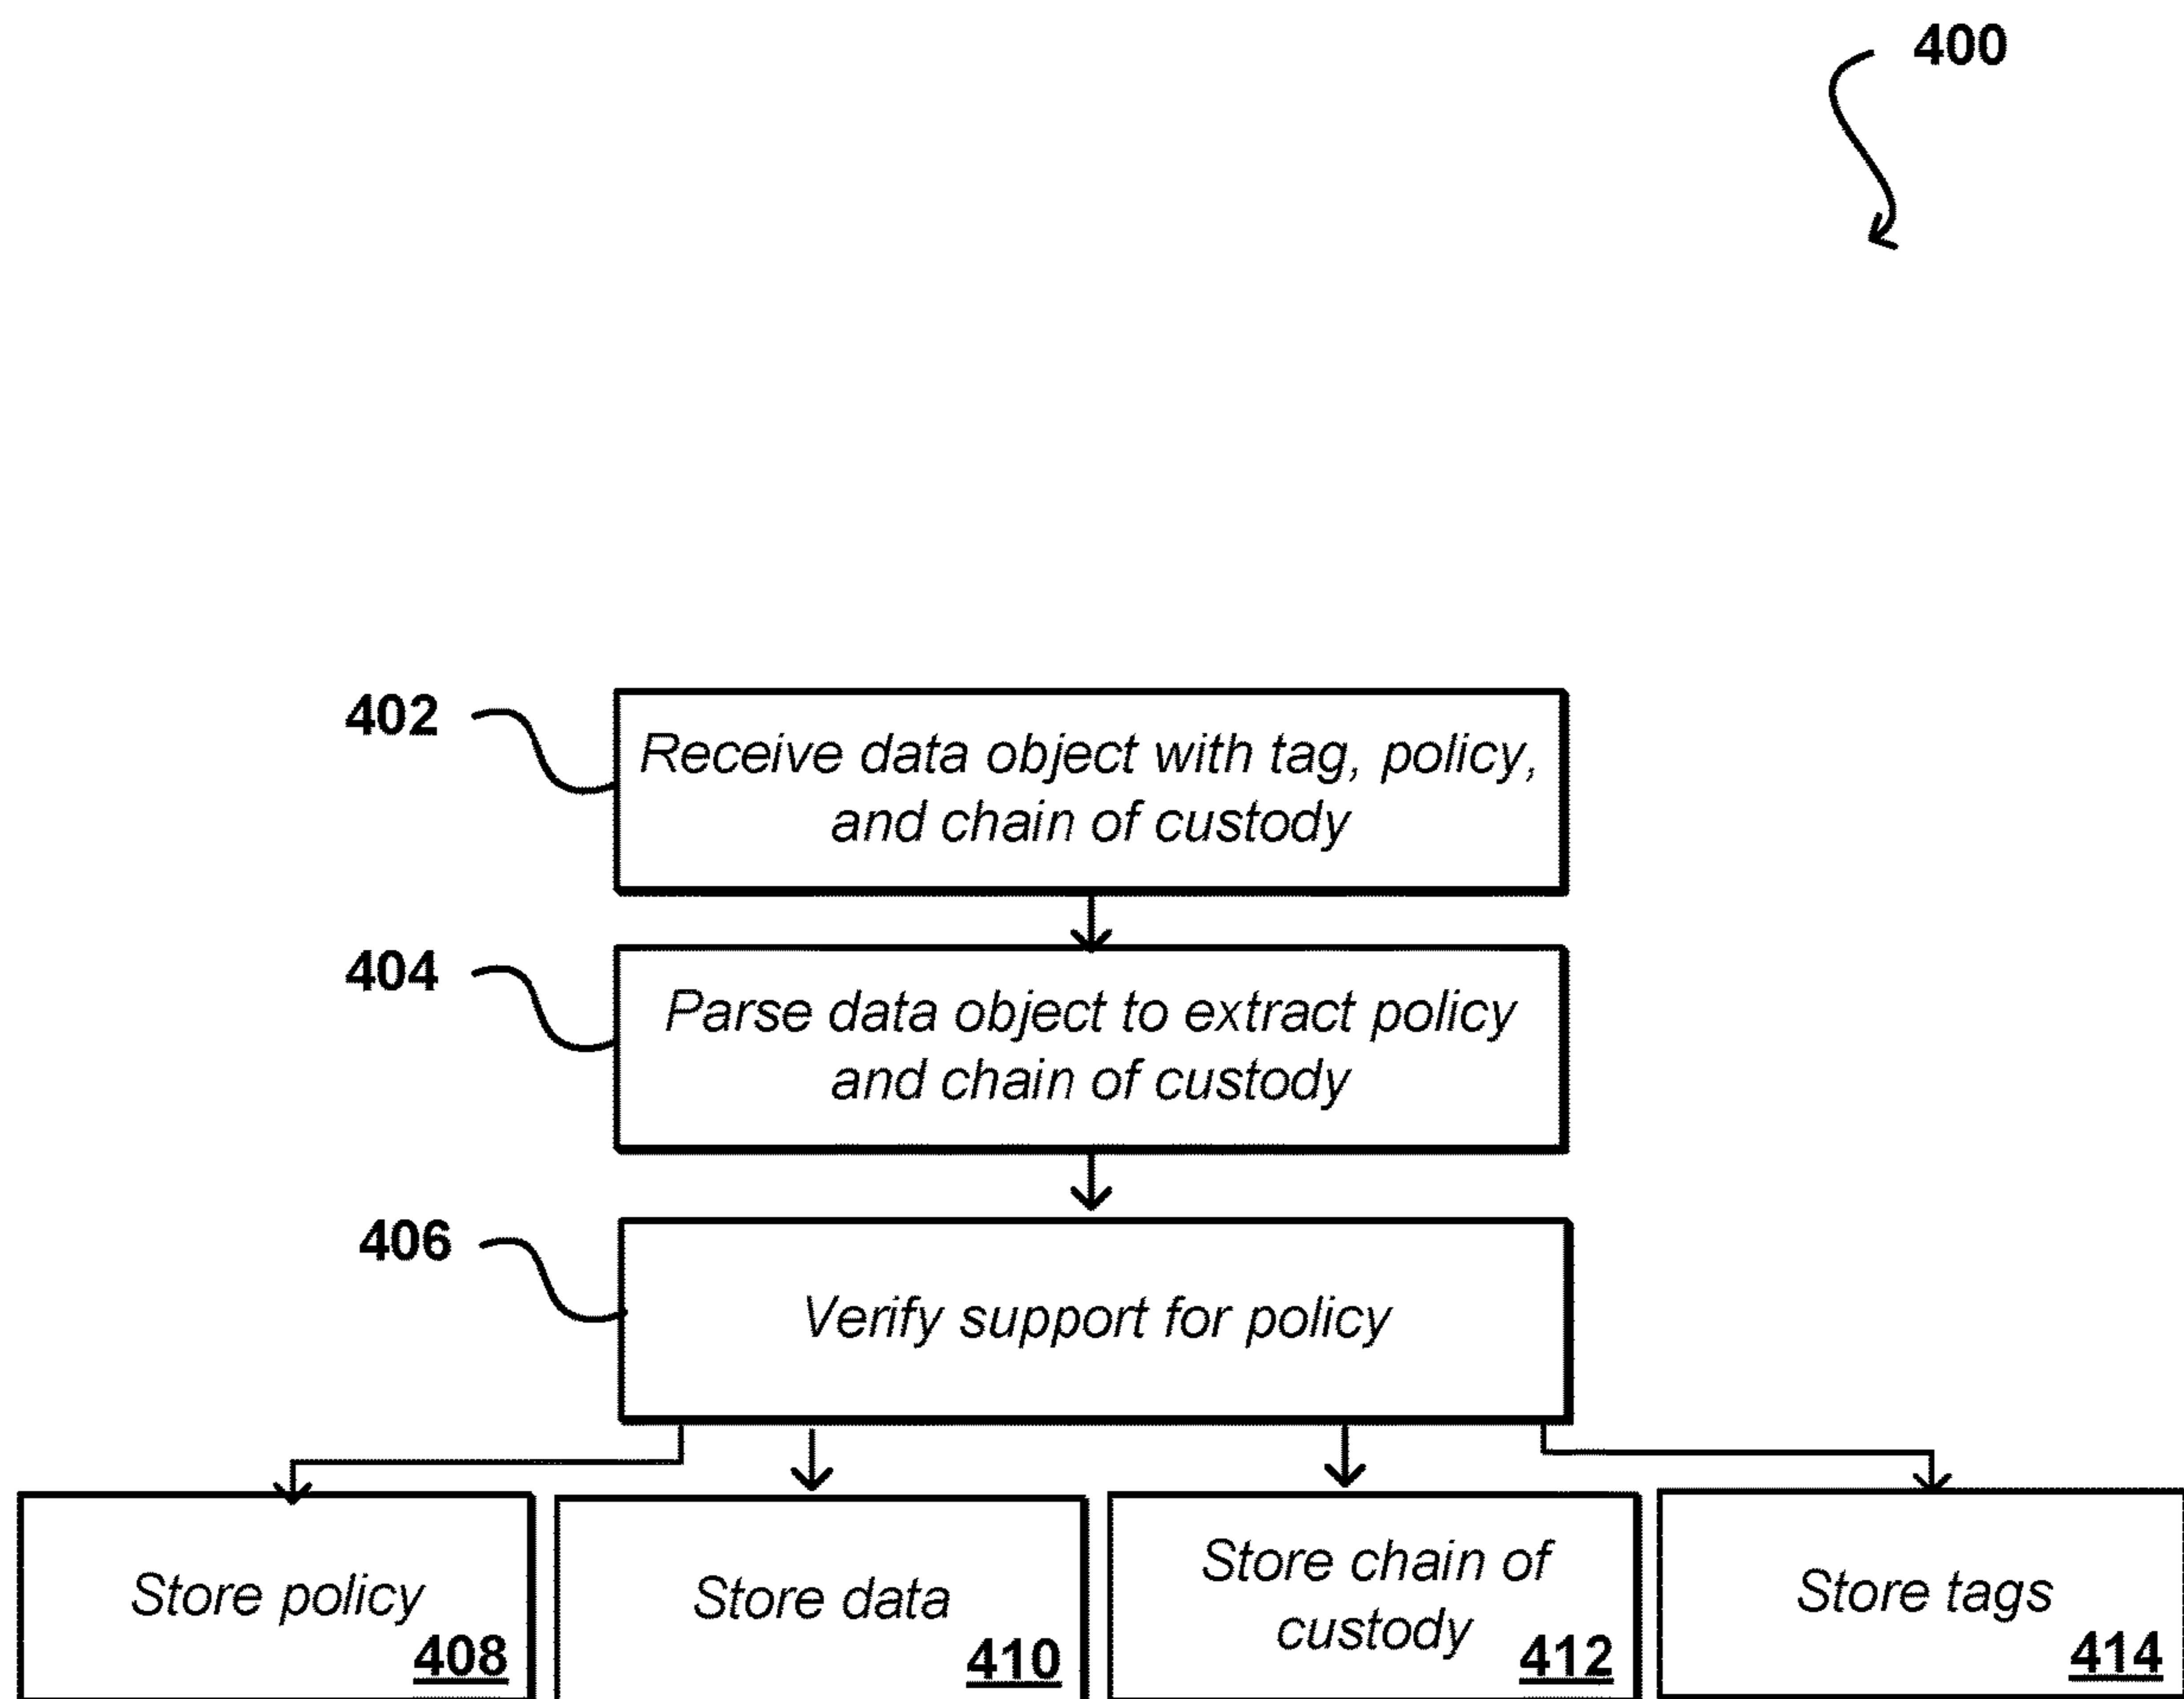 400
402
Receive data object with tag, policy,
and chain of custody
404
Parse data object to extract policy
and chain of custody
406
Verify support for policy
Store policy
408
Store data
410
Store chain of
custody
412
Store tags
414